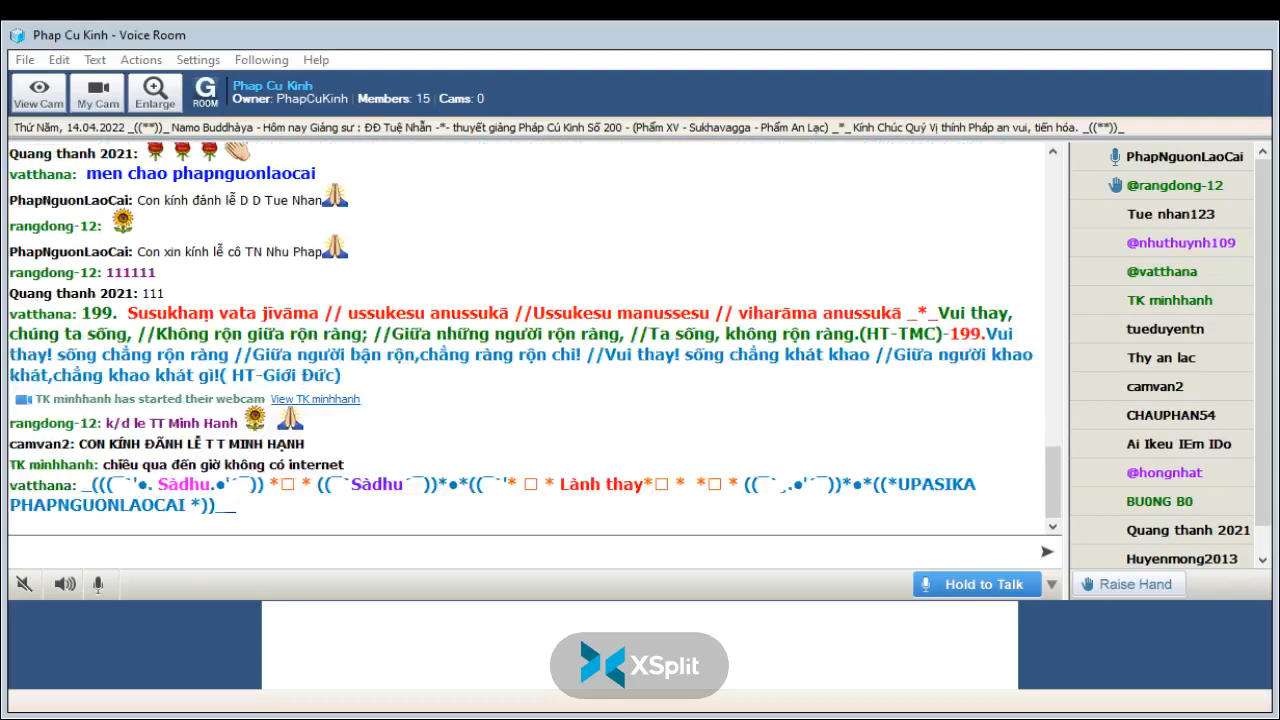 Phap Cu Kinh - Voice Room
File Edit Text Actions Settings Following Help
View Cam My Cam Enlarge G ROOM
Phap Cu Kinh
Owner: PhapCuKinh Members: 15 Cams: 0
Thứ Năm, 14.04.2022 _((**))_ Namo Buddhàya - Hôm nay Giảng sư : ĐĐ Tuệ Nhẫn -*- thuyết giảng Pháp Cú Kinh Số 200 - (Phẩm XV - Sukhavagga - Phẩm An Lạc) _*_ Kính Chúc Quý Vị thính Pháp an vui, tiến hóa. _((**))_
Quang thanh 2021:
vatthana: men chao phapnguonlaocai
PhapNguonLaoCai: Con kính đảnh lễ D D Tue Nhan
rangdong-12:
PhapNguonLaoCai: Con xin kính lễ cô TN Nhu Phap
rangdong-12: 111111
Quang thanh 2021: 111
vatthana: 199. Susukhaṃ vata jīvāma // ussukesu anussukā //Ussukesu manussesu // viharāma anussukā _*_Vui thay,
chúng ta sống, //Không rộn giữa rộn ràng; //Giữa những người rộn ràng, //Ta sống, không rộn ràng.(HT-TMC)-199.Vui
thay! sống chẳng rộn ràng //Giữa người bận rộn,chẳng ràng rộn chi! //Vui thay! sống chẳng khát khao //Giữa người khao
khát,chẳng khao khát gì!( HT-Giới Đức)
TK minhhanh has started their webcam View TK minhhanh
rangdong-12: k/d le TT Minh Hanh
camvan2: CON KÍNH ĐÃNH LỄ T T MINH HẠNH
TK minhhanh: chiều qua đến giờ không có internet
vatthana: _(((¯`'●. Sàdhu.●'´¯)) *□ * ((¯`Sàdhu´¯))*●*((¯`'* □ * Lành thay*□ * *□ * ((¯`¸.●'´¯))*●*((*UPASIKA
PHAPNGUONLAOCAI *))__
Hold to Talk
PhapNguonLaoCai
@rangdong-12
Tue nhan123
@nhuthuynh109
@vatthana
TK minhhanh
tueduyentn
Thy an lac
camvan2
CHAUPHAN54
Ai lkeu IEm IDo
@hongnhat
BU0NG B0
Quang thanh 2021
Huyenmong2013
Raise Hand
XSplit